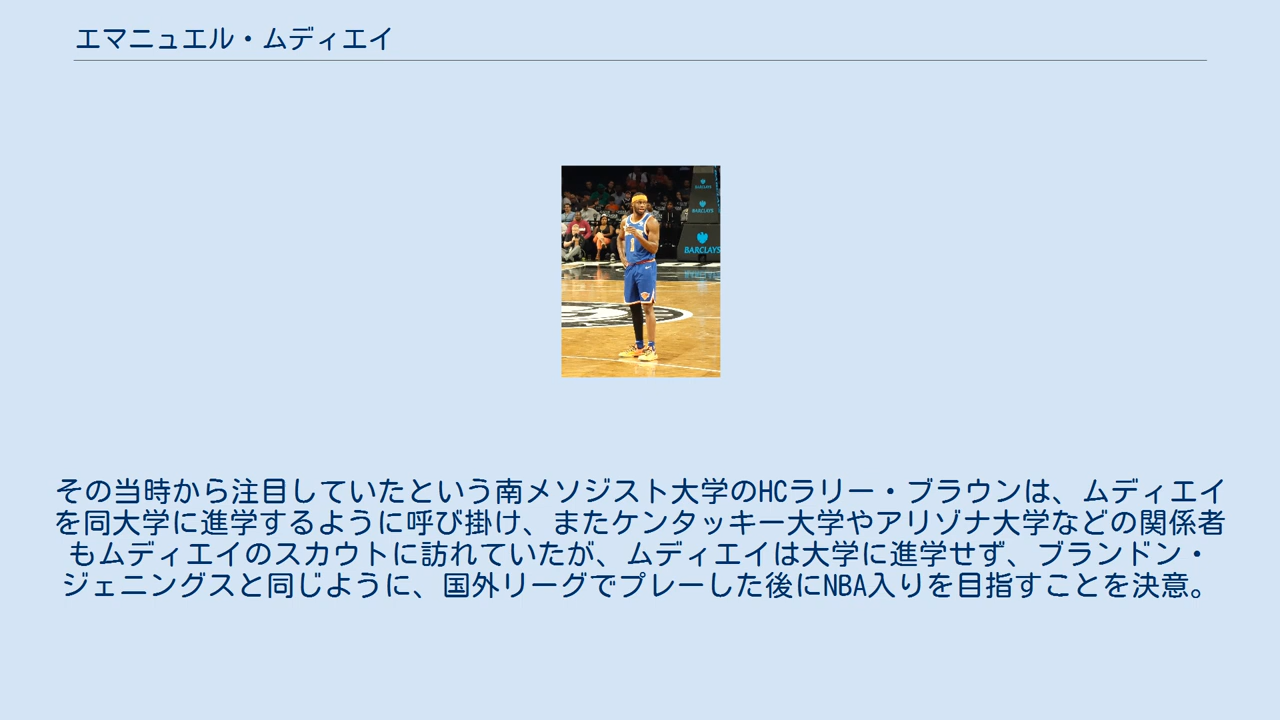 エマニュエル・ムディエイ
BARCLAYS
BARCLAYS
BARCLAYS
1
その当時から注目していたという南メソジスト大学のHCラリー・ブラウンは、ムディエイ
を同大学に進学するように呼び掛け、またケンタッキー大学やアリゾナ大学などの関係者
もムディエイのスカウトに訪れていたが、ムディエイは大学に進学せず、ブランドン・
ジェニングスと同じように、国外リーグでプレーした後にNBA入りを目指すことを決意。